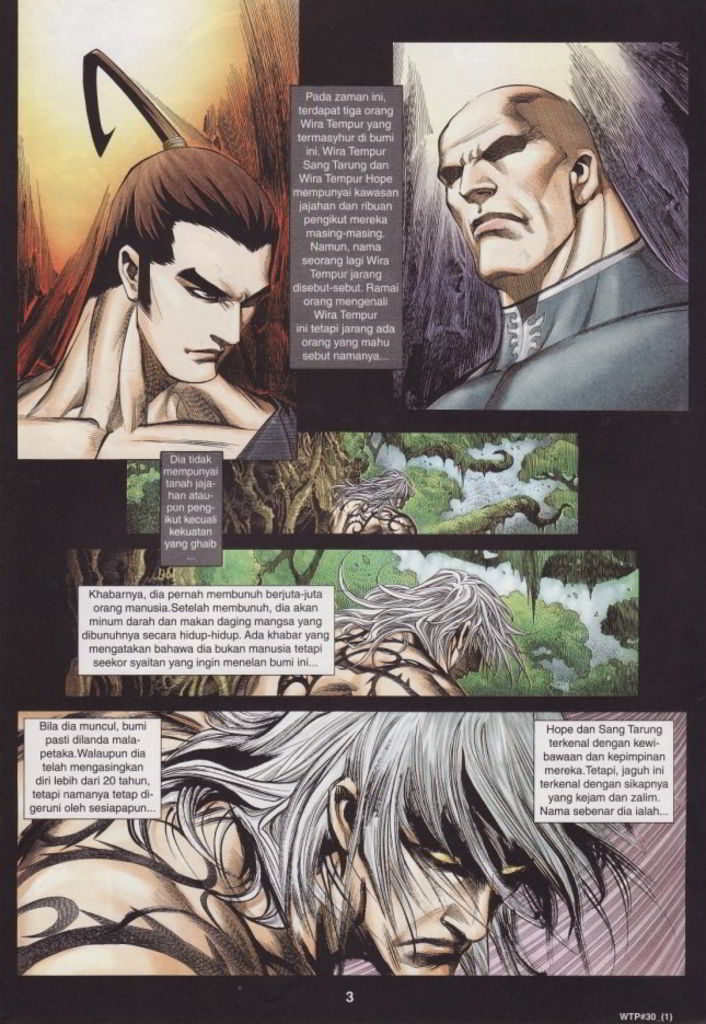 Pada zaman ini,
terdapat tiga orang
Wira Tempur yang
termasyhur di bumi
ini. Wira Tempur
Sang Tarung dan
Wira Tempur Hope
mempunyai kawasan
jajahan dan ribuan
pengikut mereka
masing-masing.
Namun, nama
seorang lagi Wira
Tempur jarang
disebut-sebut. Ramai
orang mengenali
Wira Tempur
ini tetapi jarang ada
orang yang mahu
sebut namanya...
Dia tidak
mempunyai
tanah jaja-
han atau-
pun peng-
ikut kecuali
kekuatan
yang ghaib
...
Khabarnya, dia pernah membunuh berjuta-juta
orang manusia.Setelah membunuh, dia akan
minum darah dan makan daging mangsa yang
dibunuhnya secara hidup-hidup. Ada khabar yang
mengatakan bahawa dia bukan manusia tetapi
seekor syaitan yang ingin menelan bumi ini...
Bila dia muncul, bumi
pasti dilanda mala-
petaka.Walaupun dia
telah mengasingkan
diri lebih dari 20 tahun,
tetapi namanya tetap di-
geruni oleh sesiapapun...
Hope dan Sang Tarung
terkenal dengan kewi-
bawaan dan kepimpinan
mereka.Tetapi, jaguh ini
terkenal dengan sikapnya
yang kejam dan zalim.
Nama sebenar dia ialah...
3
WTP#30_(1)